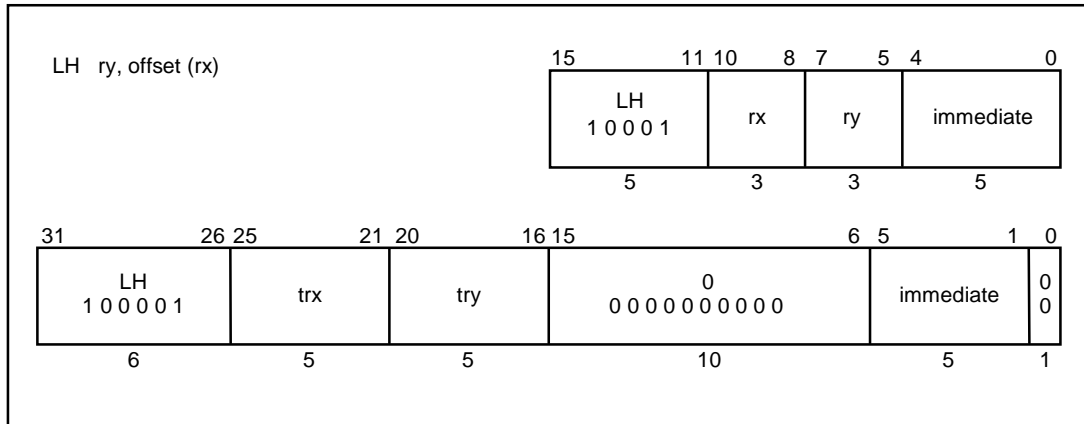 LH ry, offset (rx)
15 11 10 8 7 5 4 0
LH rx ry immediate
1 0 0 0 1
5 3 3 5
31 26 25 21 20 16 15 6 5 1 0
LH trx try 0 immediate 0
1 0 0 0 0 1 0 0 0 0 0 0 0 0 0 0 0
6 5 5 10 5 1